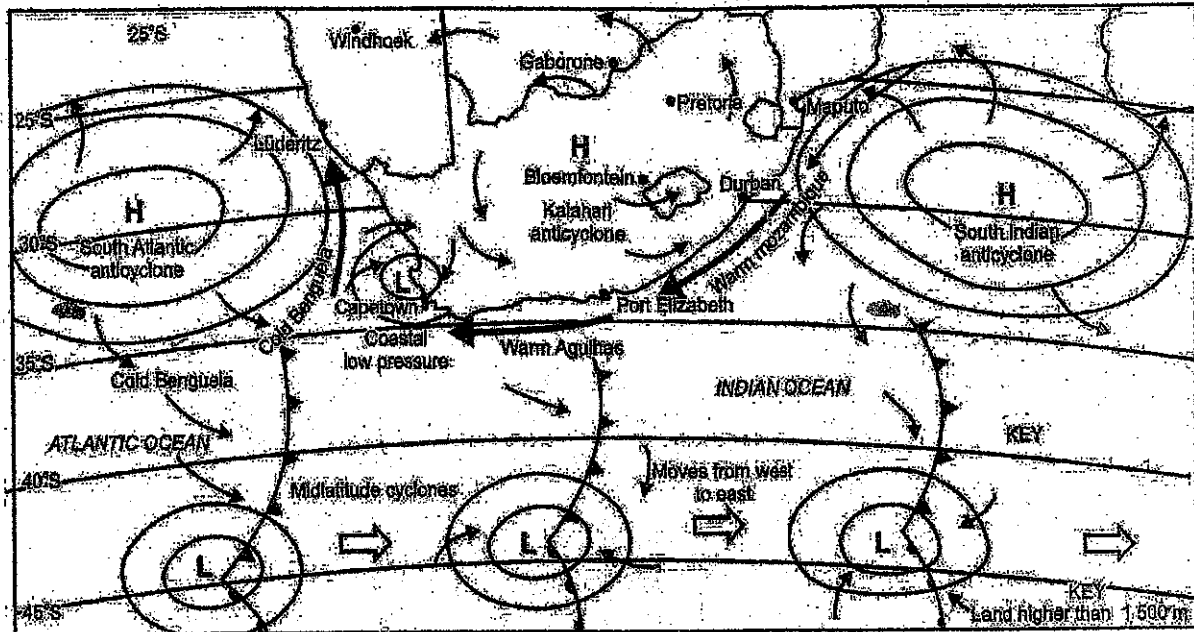 25°S
Windhoek
Gaborone
Pretoria
Maputo
25°S
Lüderitz
H
Bloemfontein
Durban
H
South Atlantic
anticyclone
Kalahari
anticyclone
Warm mozambique
H
South Indian
anticyclone
30°S
L
Cold Benguela
Capetown
Port Elizabeth
Coastal
low pressure
Warm Agulhas
35°S
Cold Benguela
INDIAN OCEAN
ATLANTIC OCEAN
KEY
40°S
Midlatitude cyclones
Moves from west
to east
L
L
L
45°S
KEY
Land higher than 1 500 m